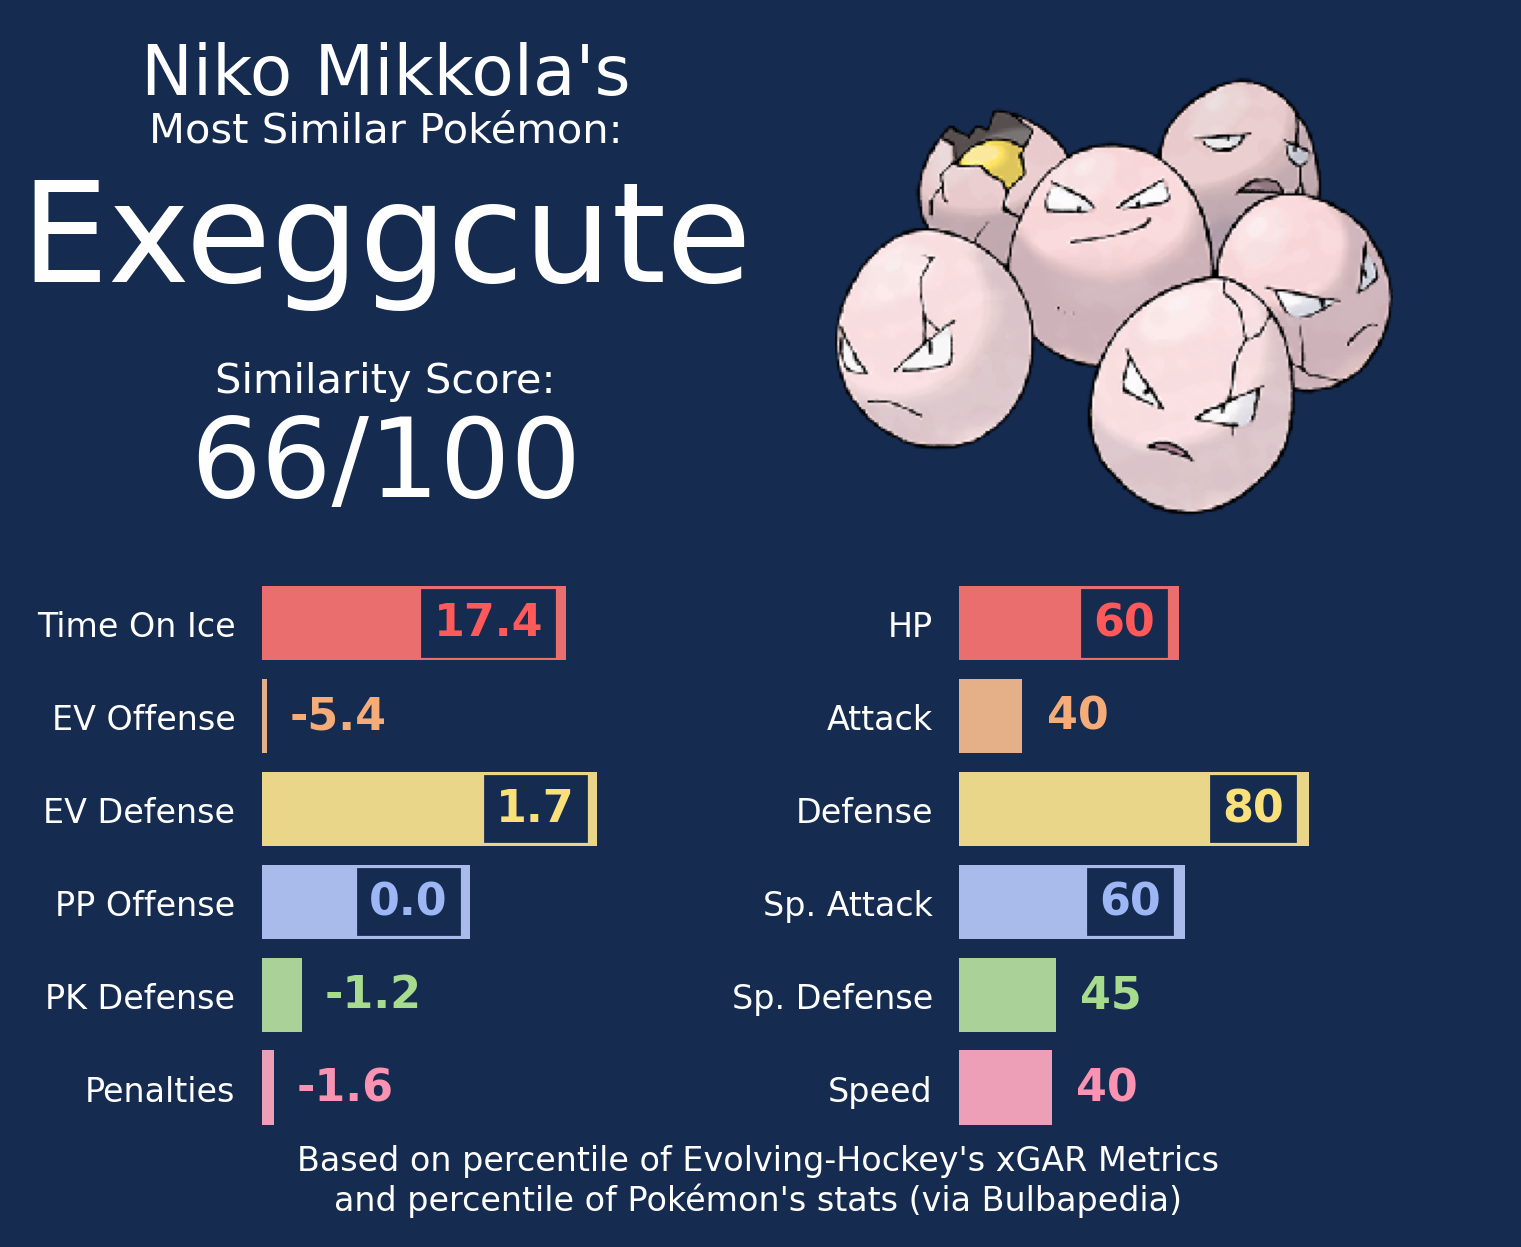 Niko Mikkola's
Most Similar Pokémon:
Exeggcute
Similarity Score:
66/100
Time On Ice 17.4
EV Offense -5.4
EV Defense 1.7
PP Offense 0.0
PK Defense -1.2
Penalties -1.6
HP 60
Attack 40
Defense 80
Sp. Attack 60
Sp. Defense 45
Speed 40
Based on percentile of Evolving-Hockey's xGAR Metrics
and percentile of Pokémon's stats (via Bulbapedia)